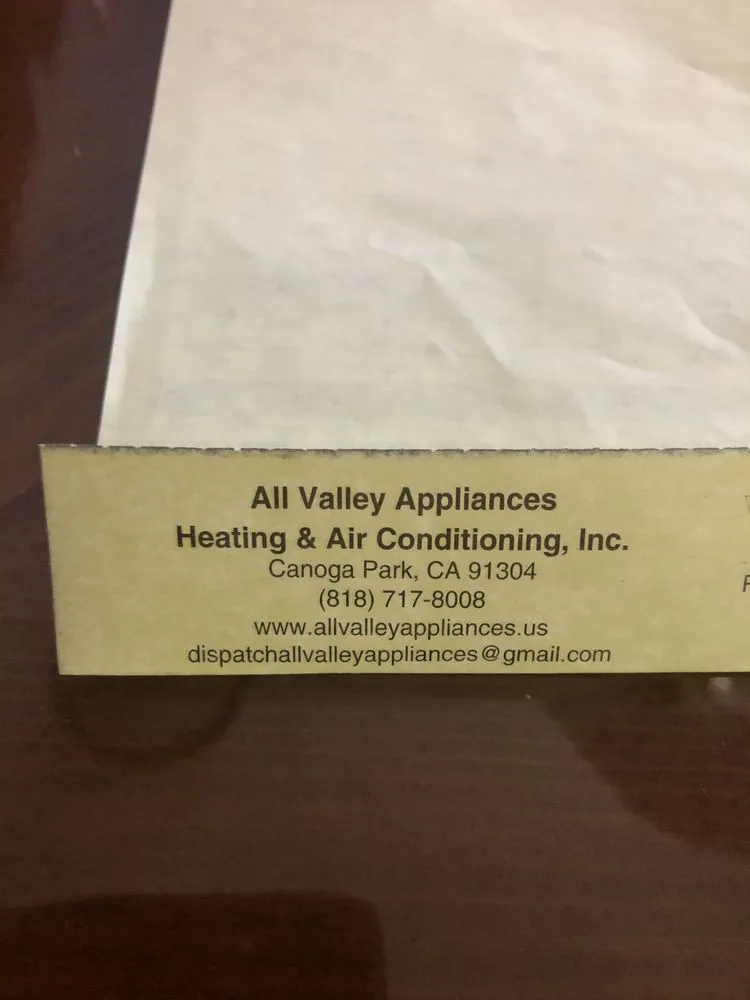 All Valley Appliances
Heating & Air Conditioning, Inc.
Canoga Park, CA 91304
(818) 717-8008
www.allvalleyappliances.us
dispatchallvalleyappliances@gmail.com